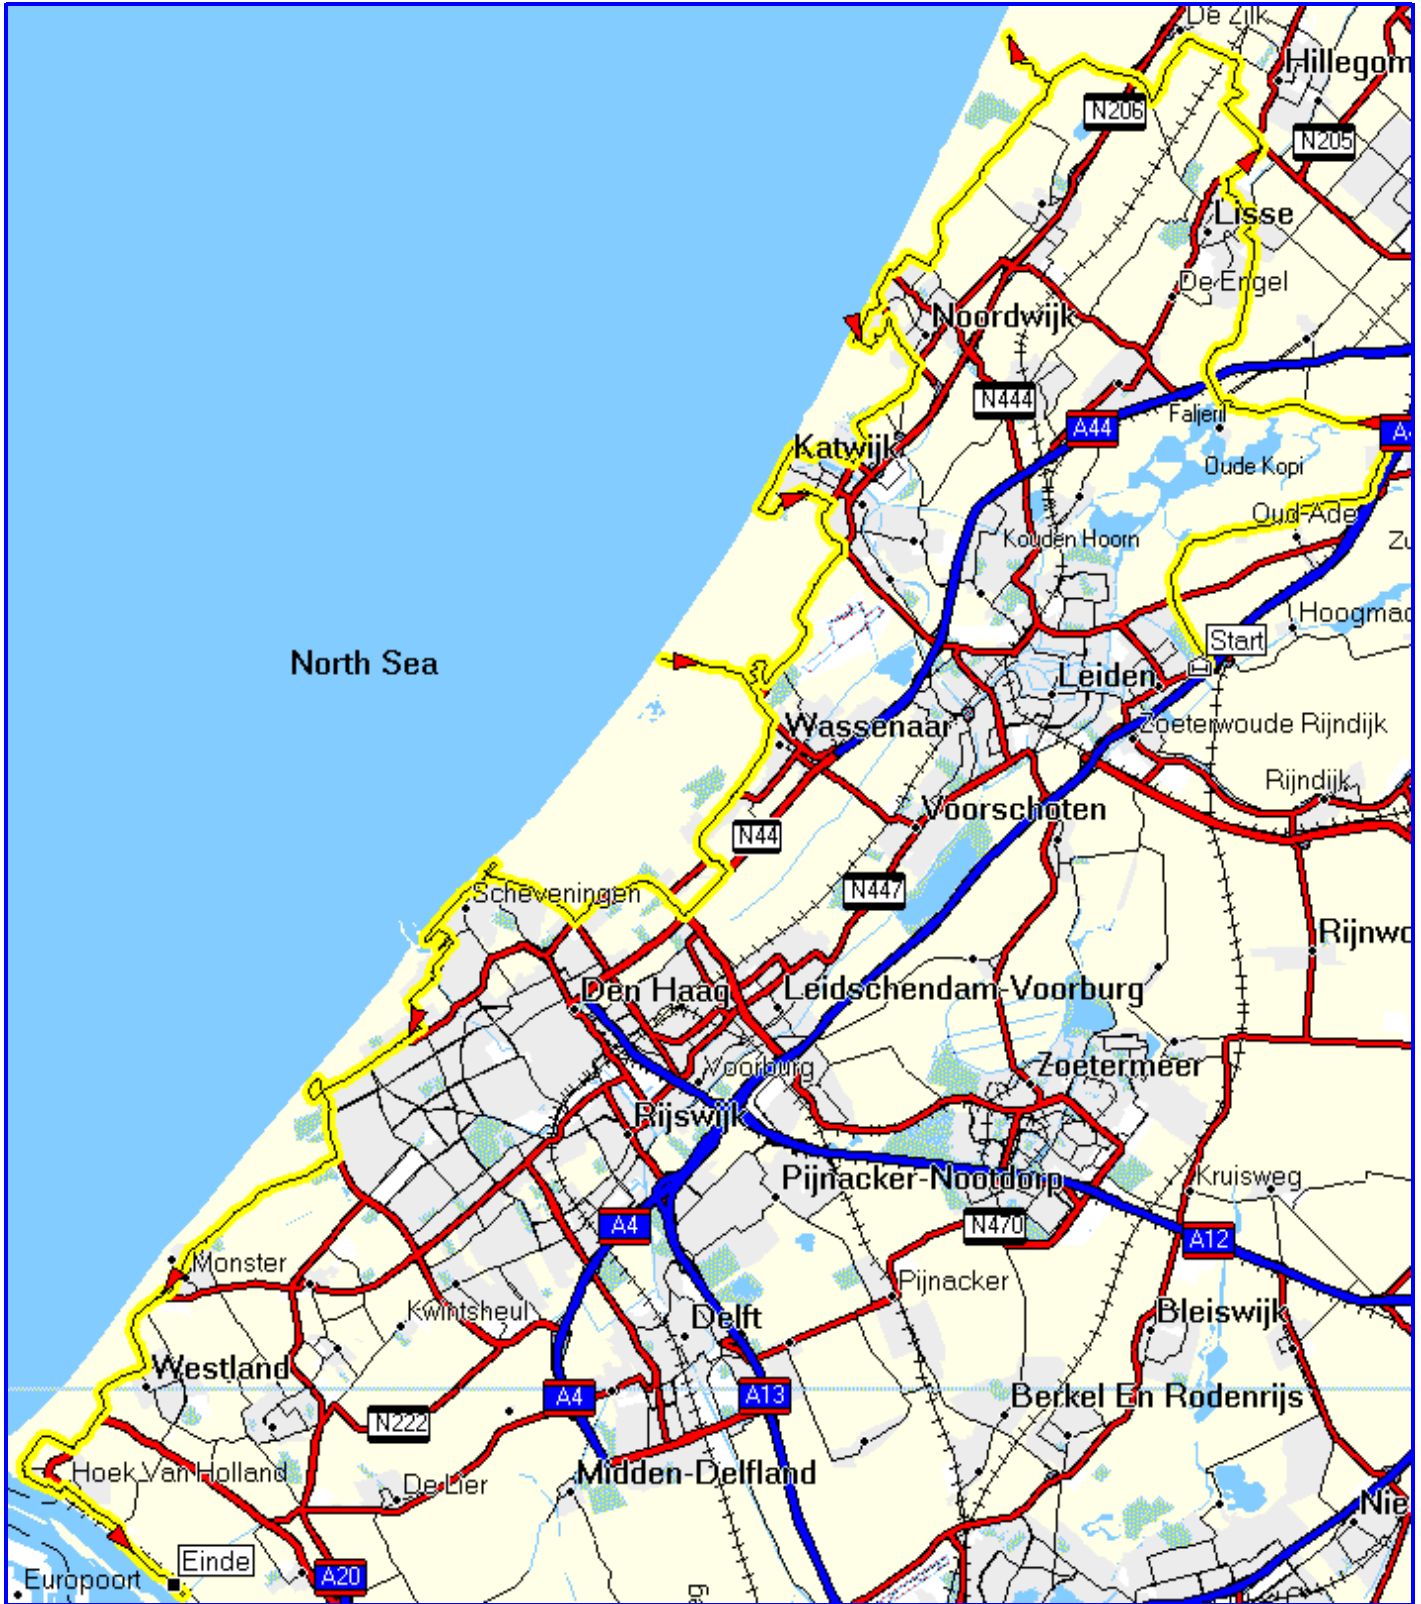 De Zilk
Hillegom
N206
N205
Lisse
De Engel
Noordwijk
N444
A44
Faljeril
Katwijk
Oude Kopi
Oud-Ade
Kouden Hoorn
Hoogmad
Start
North Sea
Leiden
Wassenaar
Zoeterwoude Rijndijk
Rijndijk
Voorschoten
N44
N447
Scheveningen
Rijnwo
Den Haag
Leidschendam-Voorburg
Voorburg
Zoetermeer
Rijswijk
Pijnacker-Nootdorp
Kruisweg
A4
N470
A12
Monster
Pijnacker
Kwintsheul
Delft
Bleiswijk
Westland
A4
A13
Berkel En Rodenrijs
N222
Hoek Van Holland
De Lier
Midden-Delfland
Nie
Einde
Europoort
A20